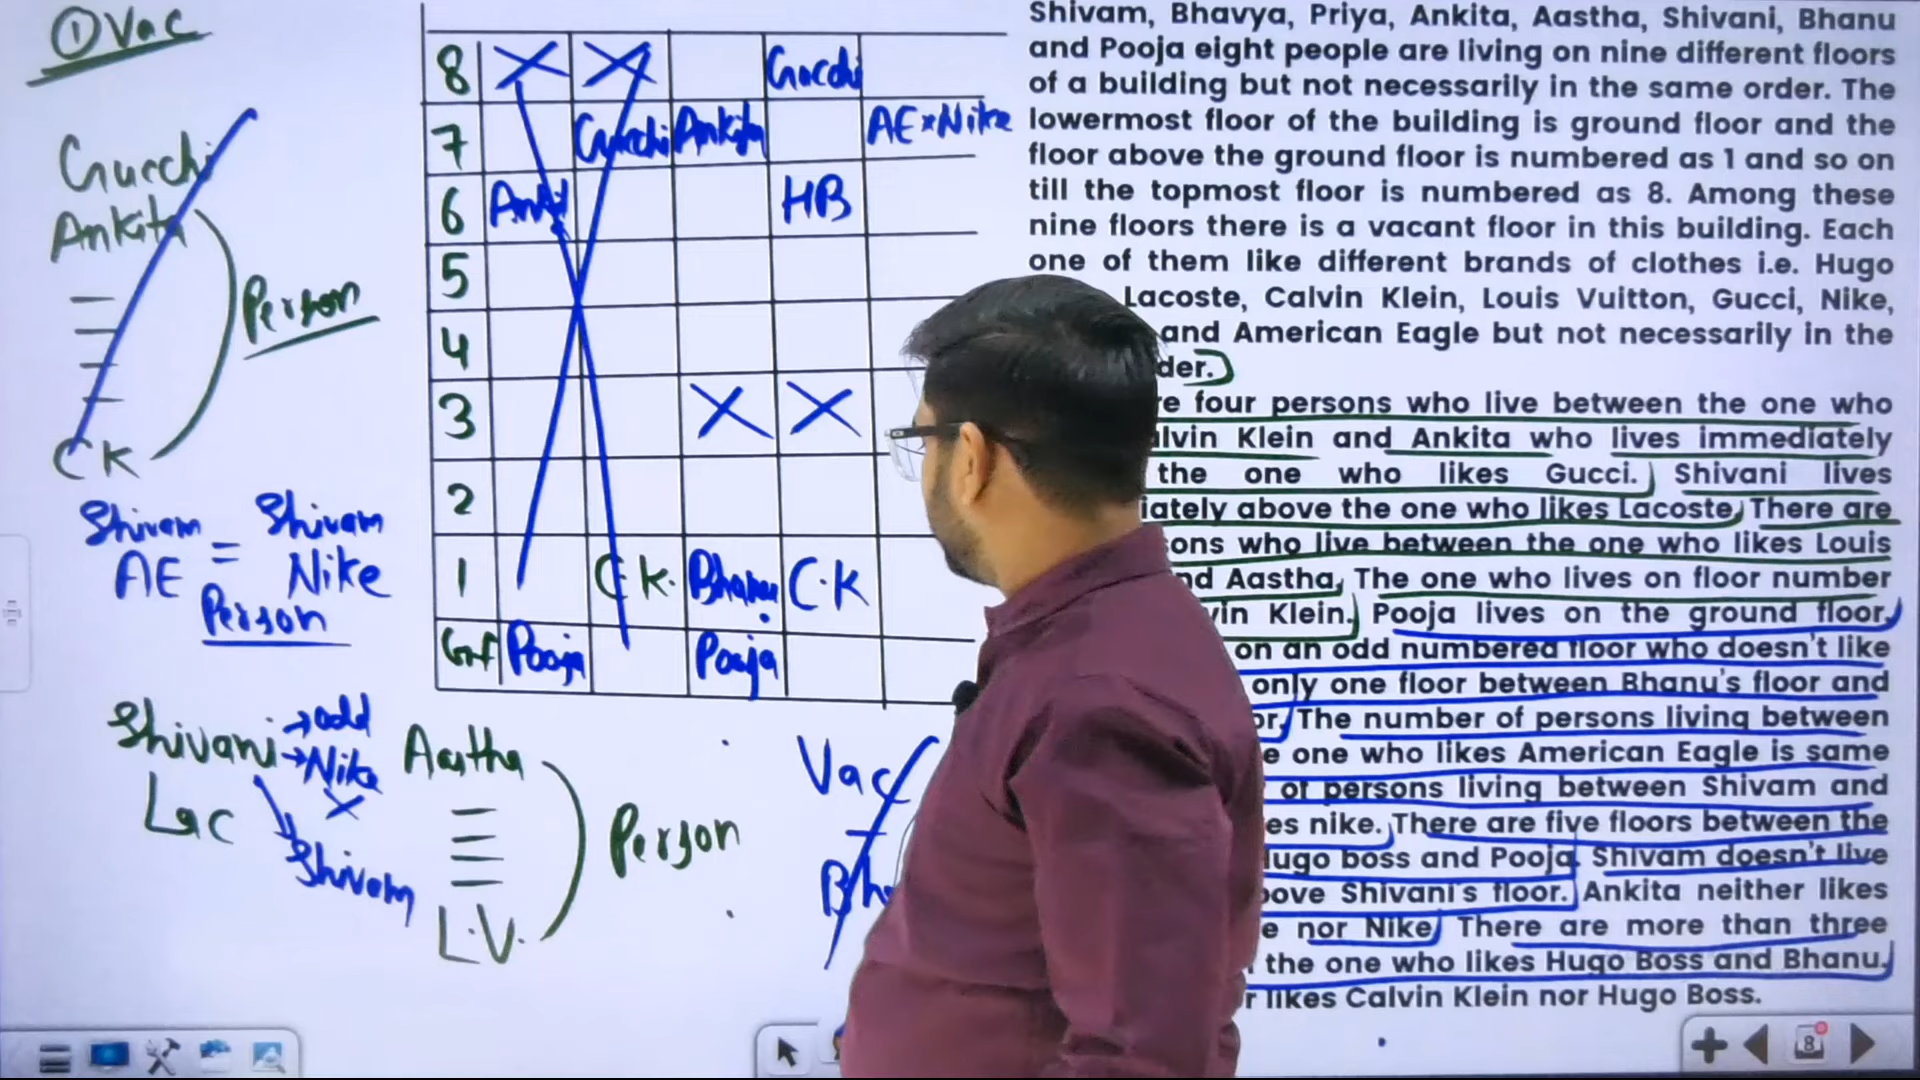 ① Vac
Gucchi
Ankita
Person
CK
Shivam = Shivam
AE Nike
Person
Shivani → odd
→ Nike
Lac
Shivam
Aastha
L.V.
Person
Vac
8 Gucchi
7 Gucchi Ankita AE × Nike
6 HB
5
4
3
2
1 C.K. Bhanu C.K
Grf Pooja Pooja
Shivam, Bhavya, Priya, Ankita, Aastha, Shivani, Bhanu
and Pooja eight people are living on nine different floors
of a building but not necessarily in the same order. The
lowermost floor of the building is ground floor and the
floor above the ground floor is numbered as 1 and so on
till the topmost floor is numbered as 8. Among these
nine floors there is a vacant floor in this building. Each
one of them like different brands of clothes i.e. Hugo
Lacoste, Calvin Klein, Louis Vuitton, Gucci, Nike,
and American Eagle but not necessarily in the
der.
e four persons who live between the one who
lvin Klein and Ankita who lives immediately
the one who likes Gucci. Shivani lives
iately above the one who likes Lacoste, There are
ons who live between the one who likes Louis
nd Aastha, The one who lives on floor number
vin Klein. Pooja lives on the ground floor,
on an odd numbered floor who doesn't like
only one floor between Bhanu's floor and
or. The number of persons living between
e one who likes American Eagle is same
of persons living between Shivam and
es nike. There are five floors between the
ugo boss and Pooja. Shivam doesn't live
ove Shivani's floor. Ankita neither likes
e nor Nike. There are more than three
the one who likes Hugo Boss and Bhanu.
r likes Calvin Klein nor Hugo Boss.
8